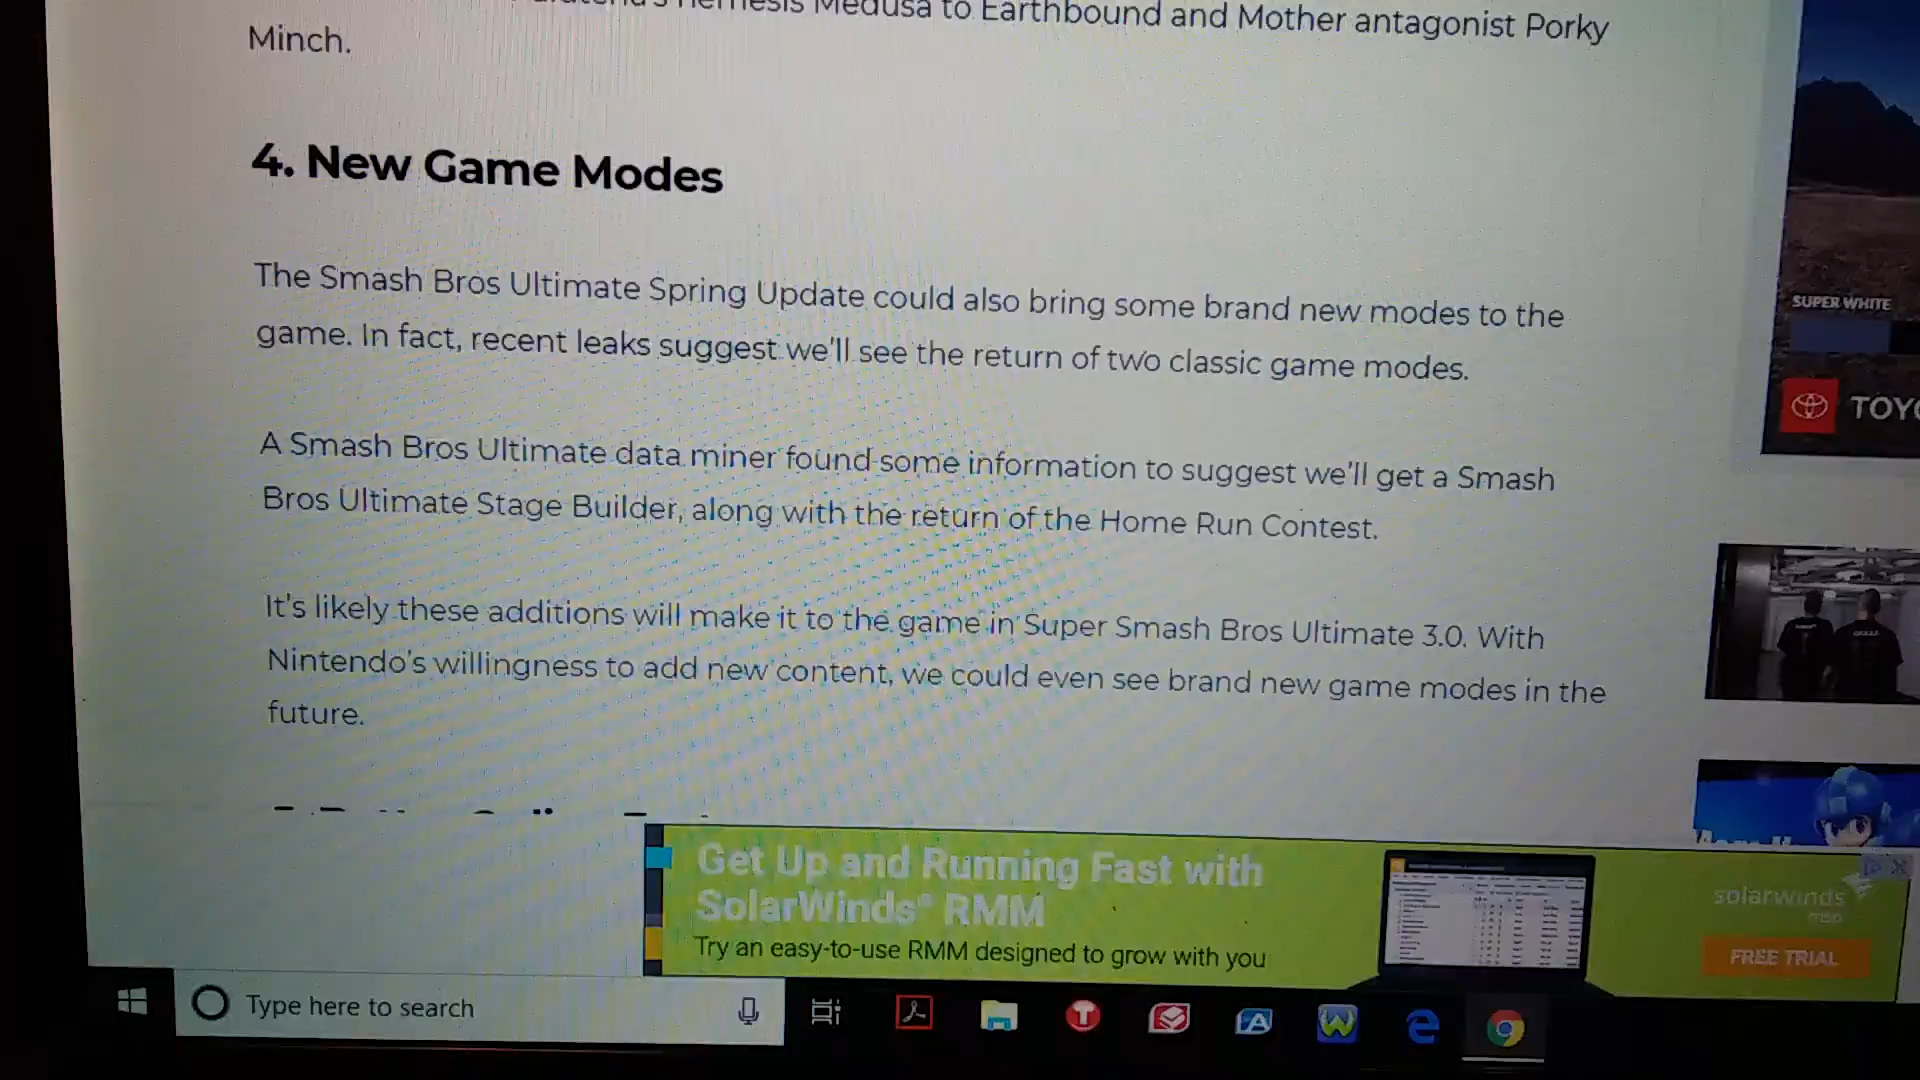 Nemesis Medusa to Earthbound and Mother antagonist Porky
Minch.
4. New Game Modes
The Smash Bros Ultimate Spring Update could also bring some brand new modes to the
game. In fact, recent leaks suggest we'll see the return of two classic game modes.
A Smash Bros Ultimate data miner found some information to suggest we'll get a Smash
Bros Ultimate Stage Builder, along with the return of the Home Run Contest.
It's likely these additions will make it to the game in Super Smash Bros Ultimate 3.0. With
Nintendo's willingness to add new content, we could even see brand new game modes in the
future.
SUPER WHITE
TOYO
Get Up and Running Fast with
SolarWinds® RMM
Try an easy-to-use RMM designed to grow with you
solarwinds
msp
FREE TRIAL
Type here to search